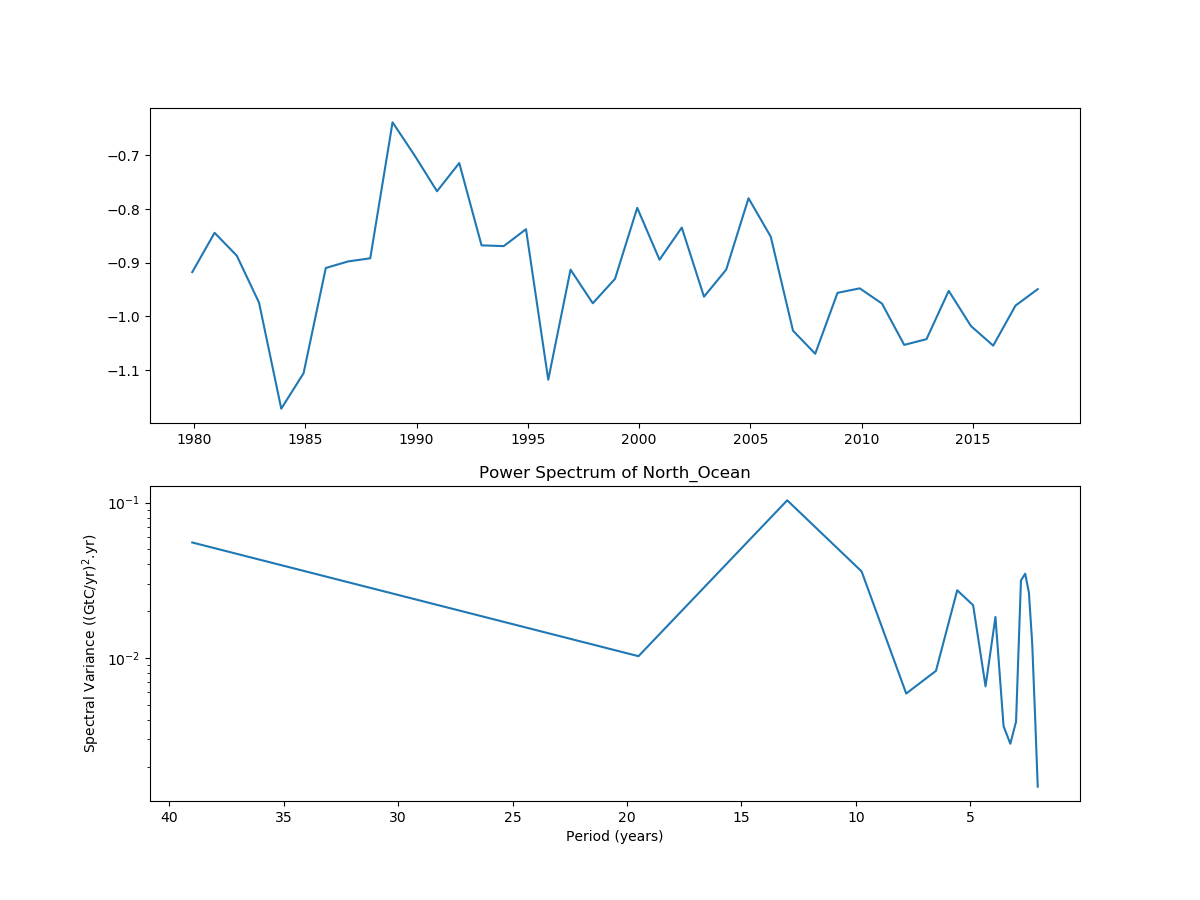 −0.7
−0.8
−0.9
−1.0
−1.1
1980 1985 1990 1995 2000 2005 2010 2015
Power Spectrum of North_Ocean
10⁻¹
10⁻²
Spectral Variance ((GtC/yr)².yr)
40 35 30 25 20 15 10 5
Period (years)